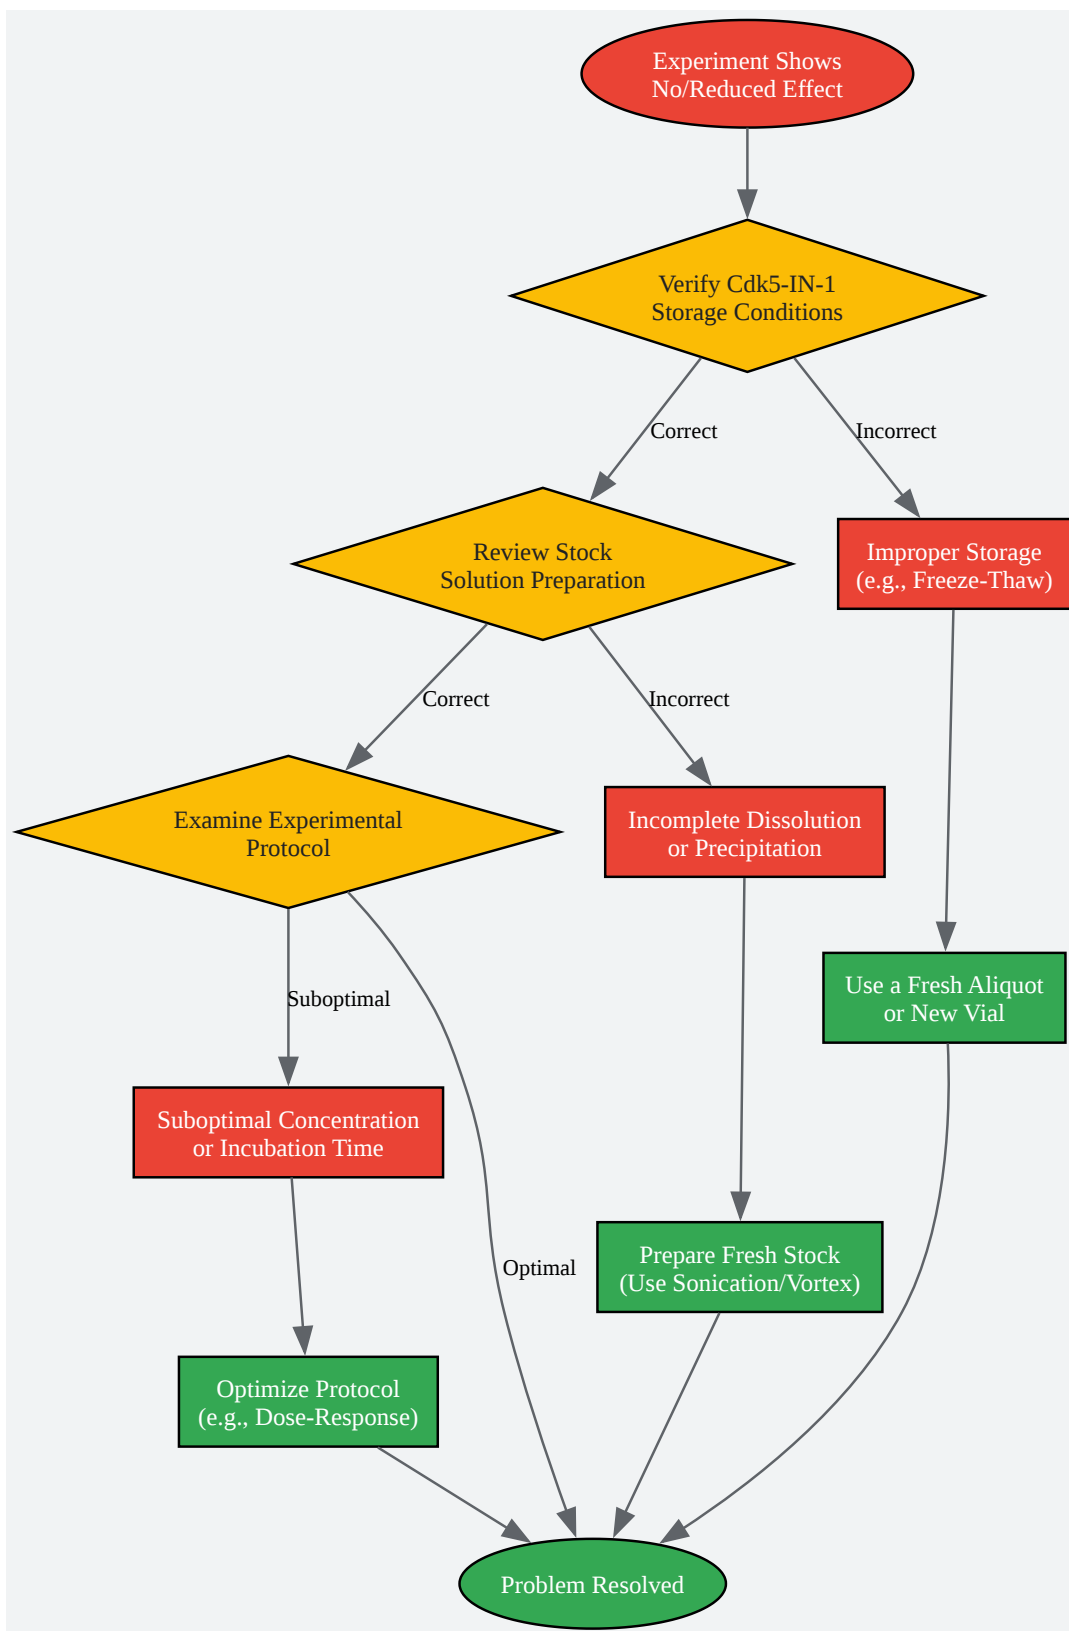 Experiment Shows
No/Reduced Effect
Verify Cdk5-IN-1
Storage Conditions
Correct
Incorrect
Review Stock
Solution Preparation
Improper Storage
(e.g., Freeze-Thaw)
Correct
Incorrect
Examine Experimental
Protocol
Incomplete Dissolution
or Precipitation
Suboptimal
Use a Fresh Aliquot
or New Vial
Suboptimal Concentration
or Incubation Time
Optimal
Prepare Fresh Stock
(Use Sonication/Vortex)
Optimize Protocol
(e.g., Dose-Response)
Problem Resolved